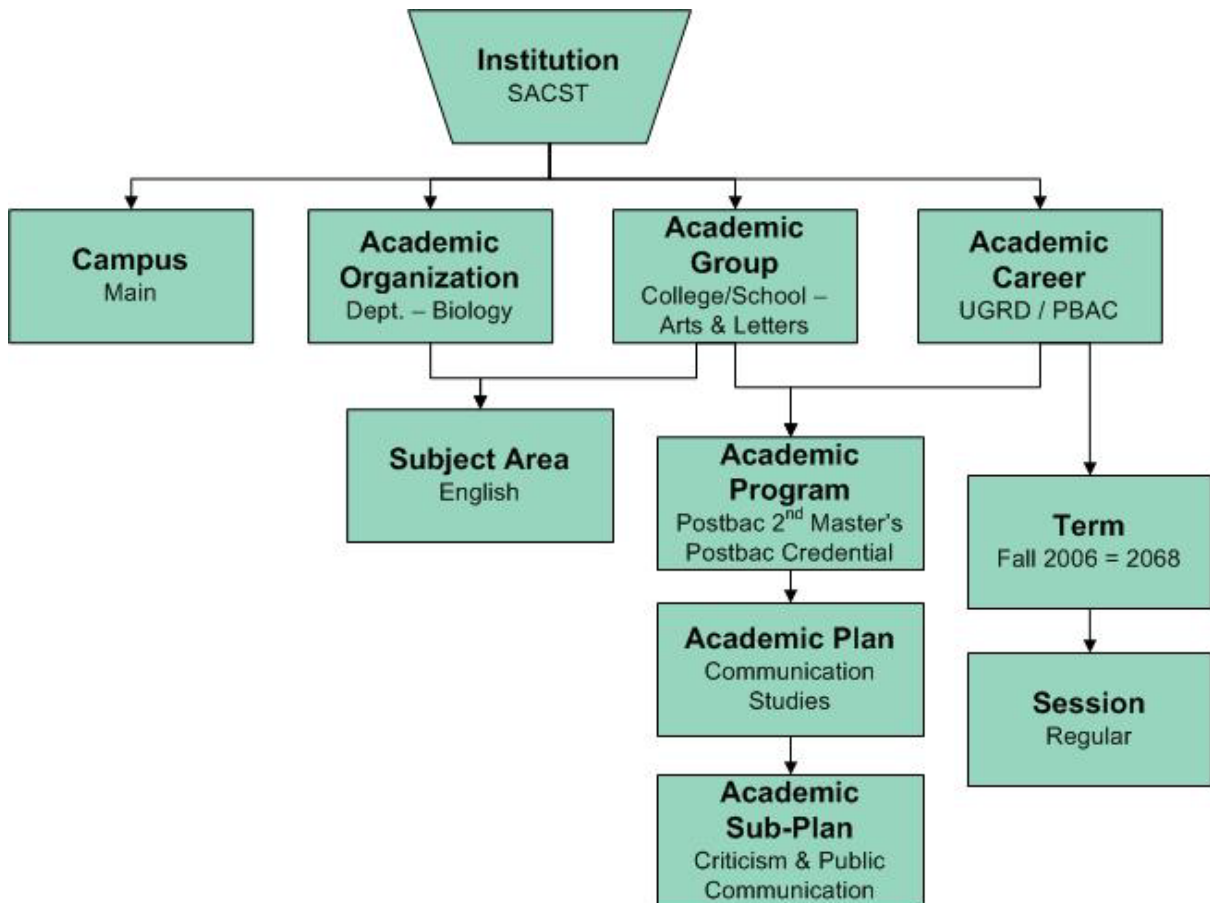 Institution
SACST
Campus
Main
Academic
Organization
Dept. – Biology
Academic
Group
College/School –
Arts & Letters
Academic
Career
UGRD / PBAC
Subject Area
English
Academic
Program
Postbac 2nd Master's
Postbac Credential
Term
Fall 2006 = 2068
Academic Plan
Communication
Studies
Session
Regular
Academic
Sub-Plan
Criticism & Public
Communication